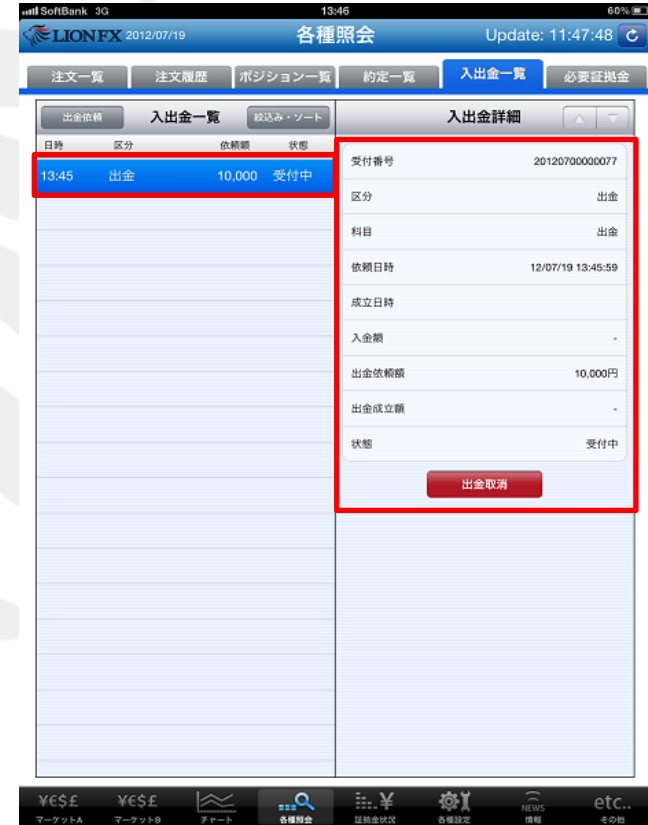 SoftBank 3G 13:46 60%
LION FX 2012/07/19 各種照会 Update: 11:47:48
注文一覧 注文履歴 ポジション一覧 約定一覧 入出金一覧 必要証拠金
出金依頼 入出金一覧 絞込み・ソート 入出金詳細
日時 区分 依頼額 状態
13:45 出金 10,000 受付中
受付番号 20120700000077
区分 出金
科目 出金
依頼日時 12/07/19 13:45:59
成立日時
入金額 -
出金依頼額 10,000円
出金成立額 -
状態 受付中
出金取消
¥€$£ ¥€$£ ¥ NEWS etc..
マーケットA マーケットB チャート 各種照会 証拠金状況 各種設定 情報 その他